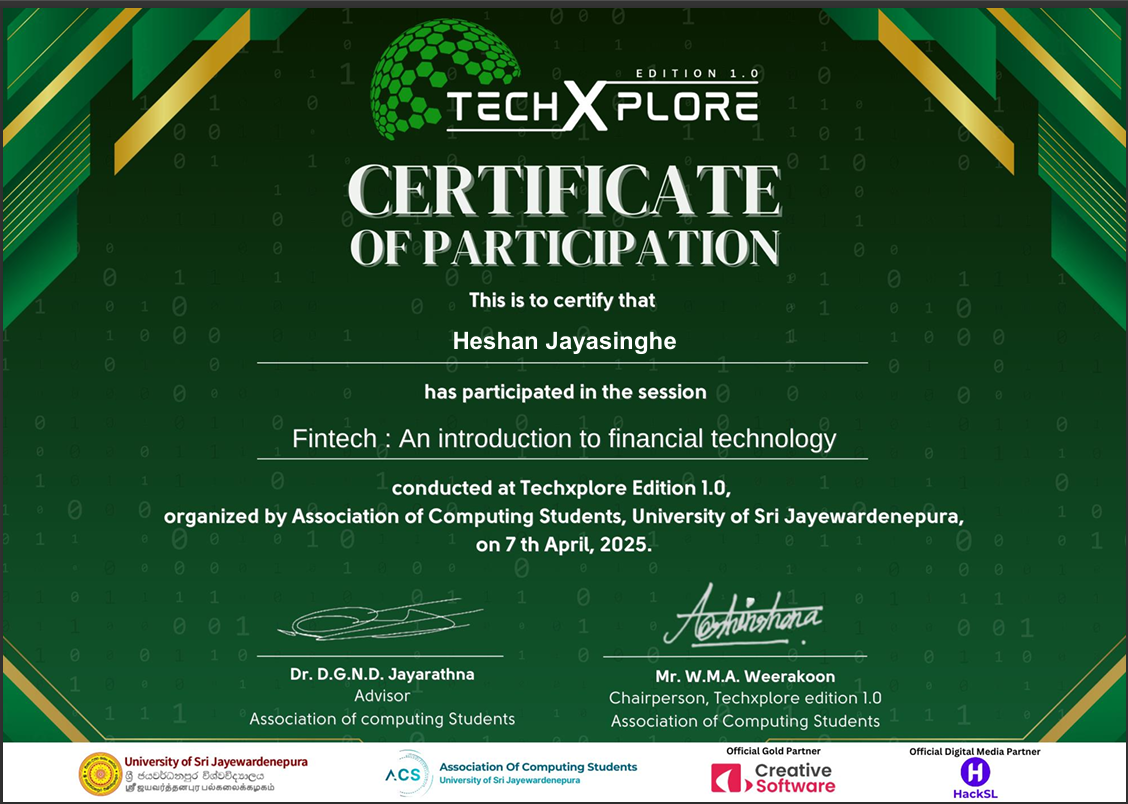 EDITION 1.0
TECHXPLORE
CERTIFICATE
OF PARTICIPATION
This is to certify that
Heshan Jayasinghe
has participated in the session
Fintech : An introduction to financial technology
conducted at Techxplore Edition 1.0,
organized by Association of Computing Students, University of Sri Jayewardenepura,
on 7 th April, 2025.
Dr. D.G.N.D. Jayarathna
Advisor
Association of computing Students
Mr. W.M.A. Weerakoon
Chairperson, Techxplore edition 1.0
Association of Computing Students
University of Sri Jayewardenepura
ශ්‍රී ජයවර්ධනපුර විශ්වවිද්‍යාලය
ஸ்ரீ ஜயவர்த்தனபுர பல்கலைக்கழகம்
ACS
Association Of Computing Students
University of Sri Jayewardenepura
Official Gold Partner
Creative
Software
Official Digital Media Partner
HackSL